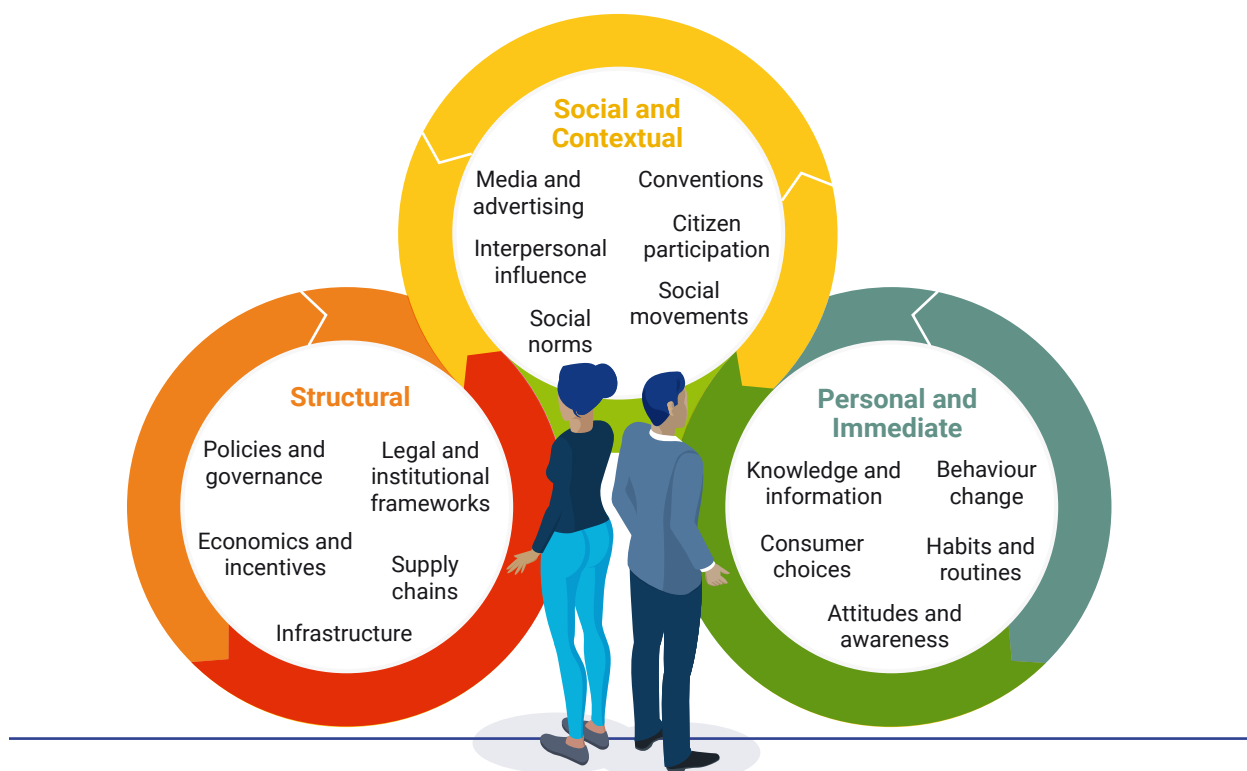 Social and
Contextual
Media and
advertising
Conventions
Interpersonal
influence
Citizen
participation
Social
norms
Social
movements
Structural
Policies and
governance
Legal and
institutional
frameworks
Economics and
incentives
Supply
chains
Infrastructure
Personal and
Immediate
Knowledge and
information
Behaviour
change
Consumer
choices
Habits and
routines
Attitudes and
awareness